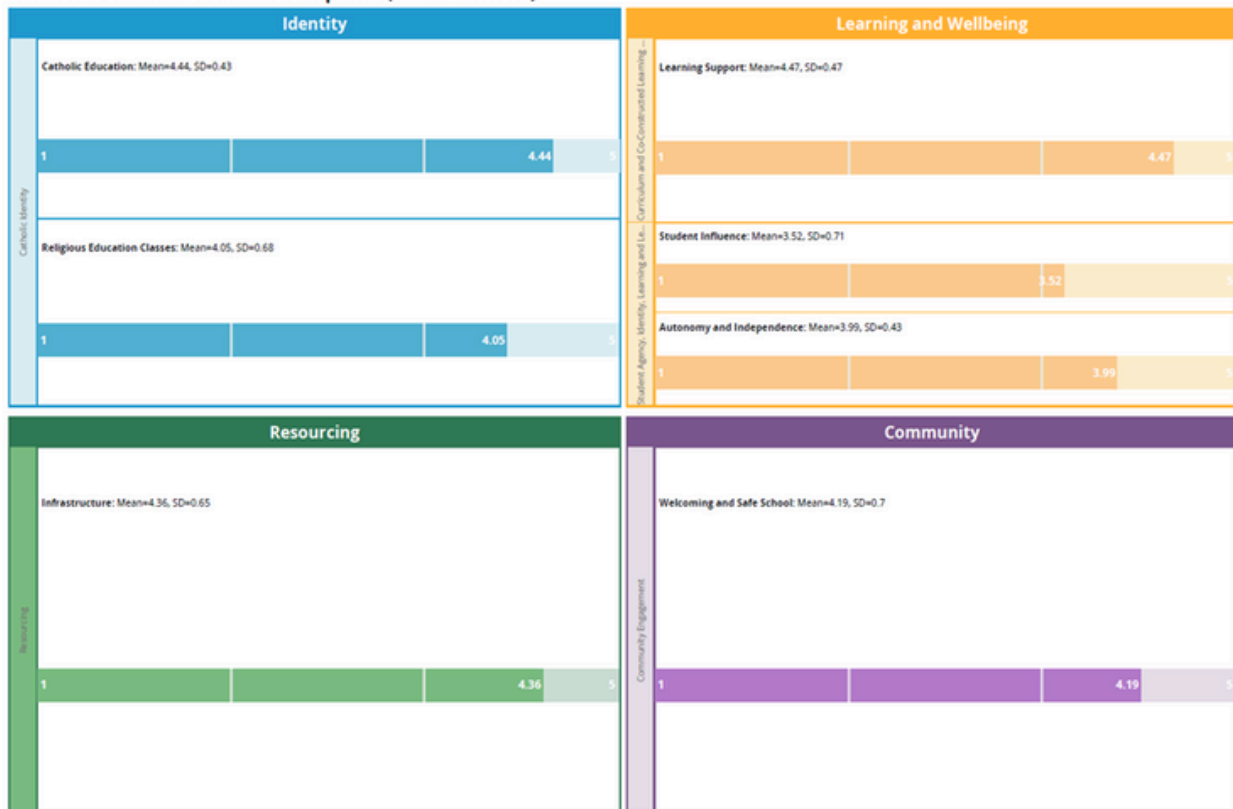 Identity
Catholic Identity
Catholic Education: Mean=4.44, SD=0.43
1 4.44 5
Religious Education Classes: Mean=4.05, SD=0.68
1 4.05 5
Learning and Wellbeing
Curriculum and Co-Constructed Learning ...
Learning Support: Mean=4.47, SD=0.47
1 4.47 5
Student Agency, Identity, Learning and Le...
Student Influence: Mean=3.52, SD=0.71
1 3.52 5
Autonomy and Independence: Mean=3.99, SD=0.43
1 3.99 5
Resourcing
Resourcing
Infrastructure: Mean=4.36, SD=0.65
1 4.36 5
Community
Community Engagement
Welcoming and Safe School: Mean=4.19, SD=0.7
1 4.19 5